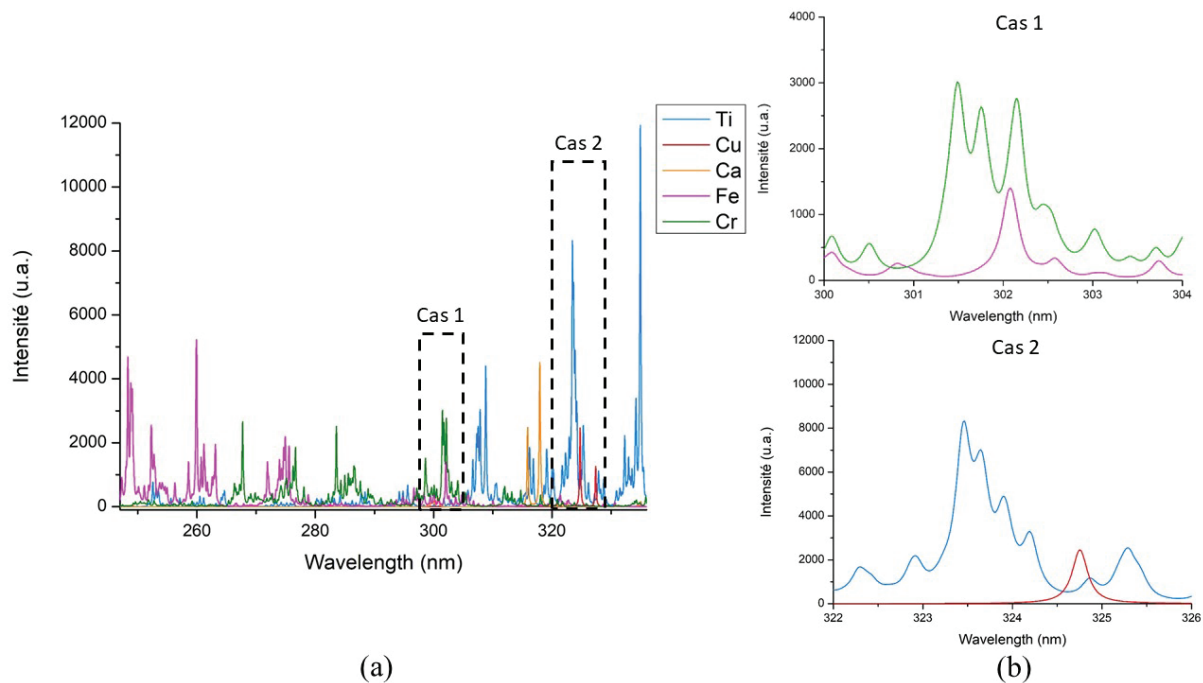 Intensité (u.a.)
12000
10000
8000
6000
4000
2000
0
260
280
300
320
Wavelength (nm)
Cas 1
Cas 2
Ti
Cu
Ca
Fe
Cr
(a)
Cas 1
Intensité (u.a.)
4000
3000
2000
1000
0
300
301
302
303
304
Wavelength (nm)
Cas 2
Intensité (u.a.)
12000
10000
8000
6000
4000
2000
0
322
323
324
325
326
Wavelength (nm)
(b)